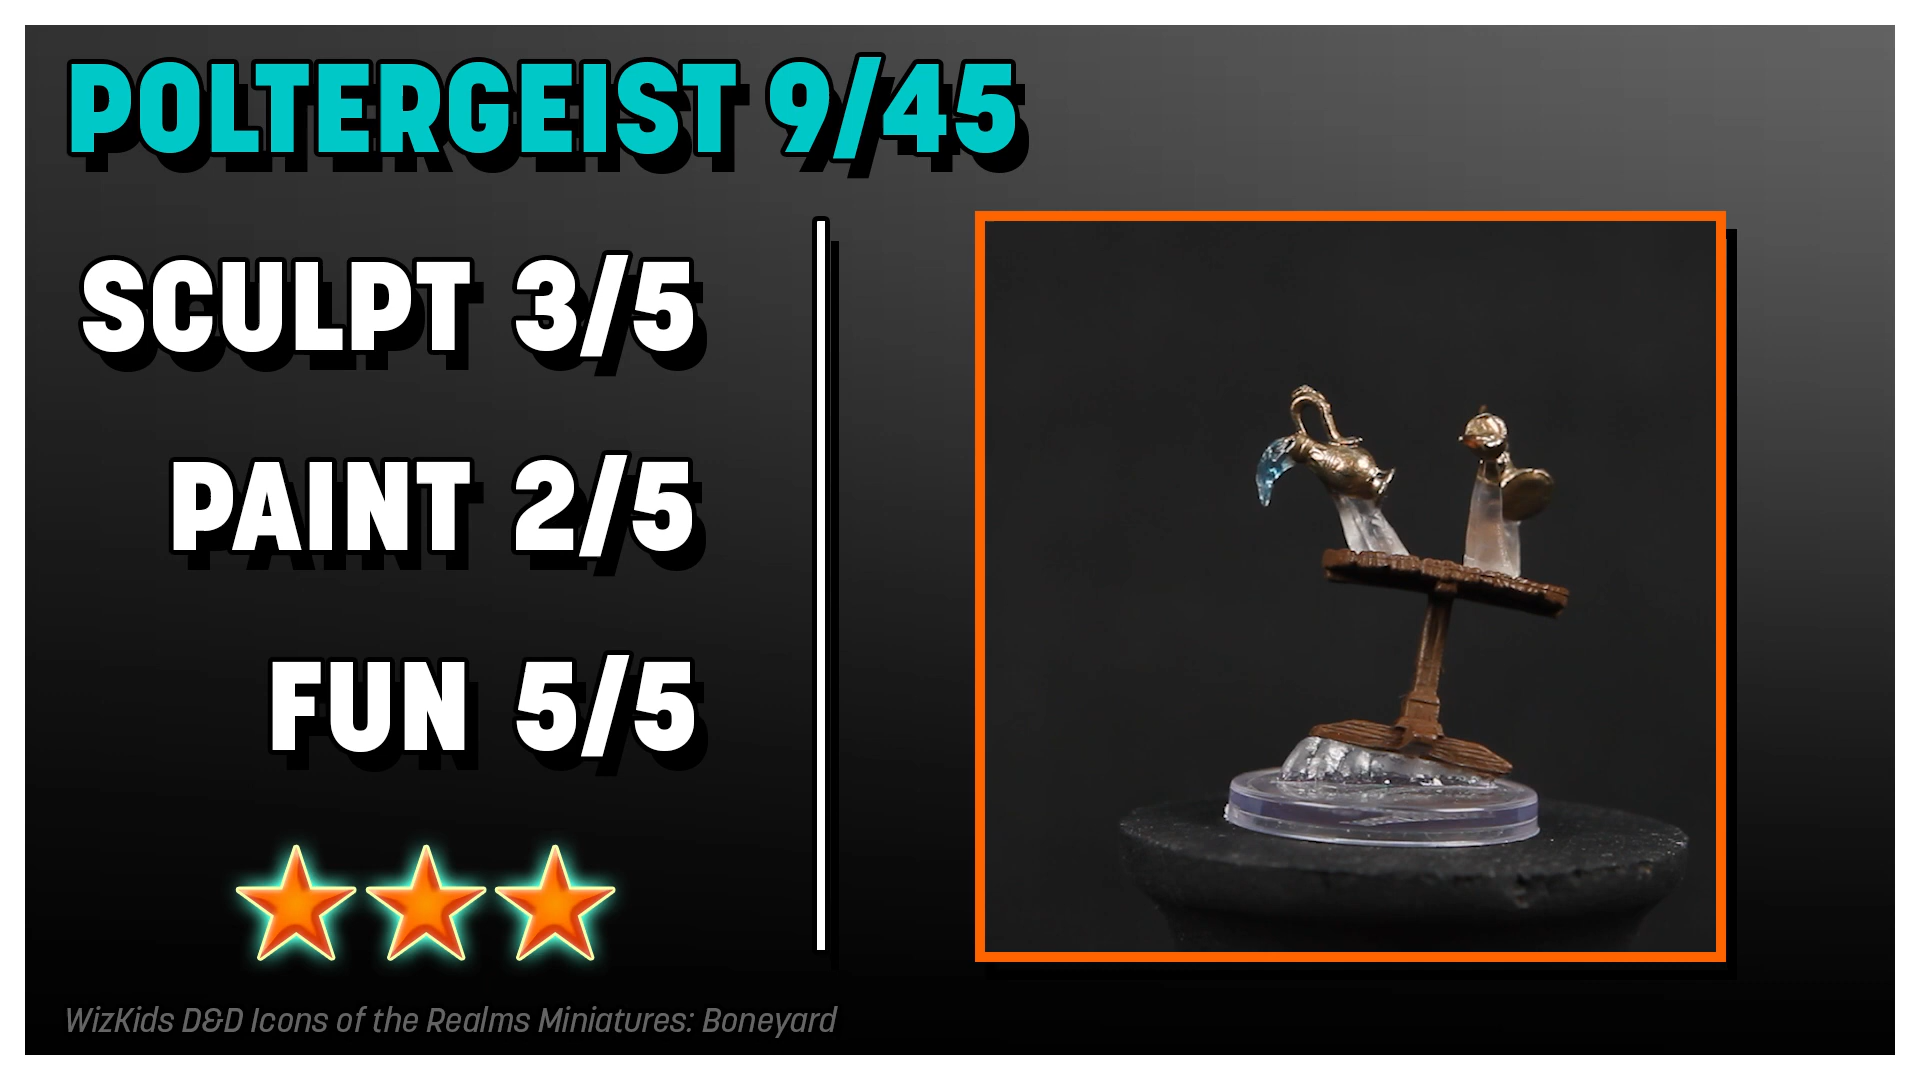 POLTERGEIST 9/45
SCULPT 3/5
PAINT 2/5
FUN 5/5
WizKids D&D Icons of the Realms Miniatures: Boneyard